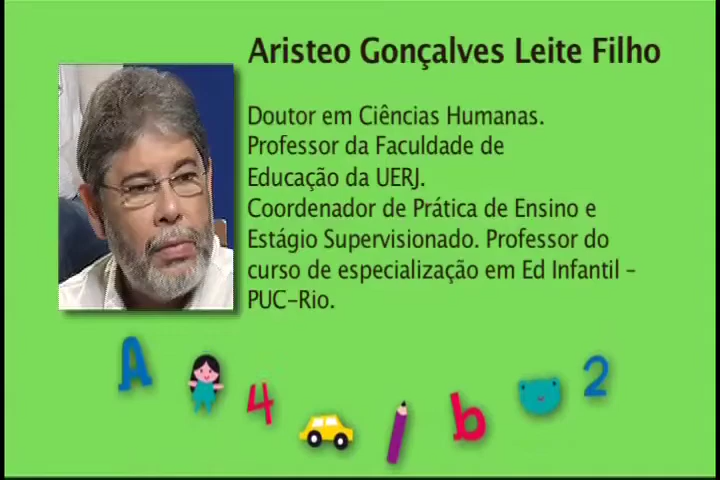 Aristeo Gonçalves Leite Filho
Doutor em Ciências Humanas.
Professor da Faculdade de
Educação da UERJ.
Coordenador de Prática de Ensino e
Estágio Supervisionado. Professor do
curso de especialização em Ed Infantil –
PUC–Rio.
A 4 b 2